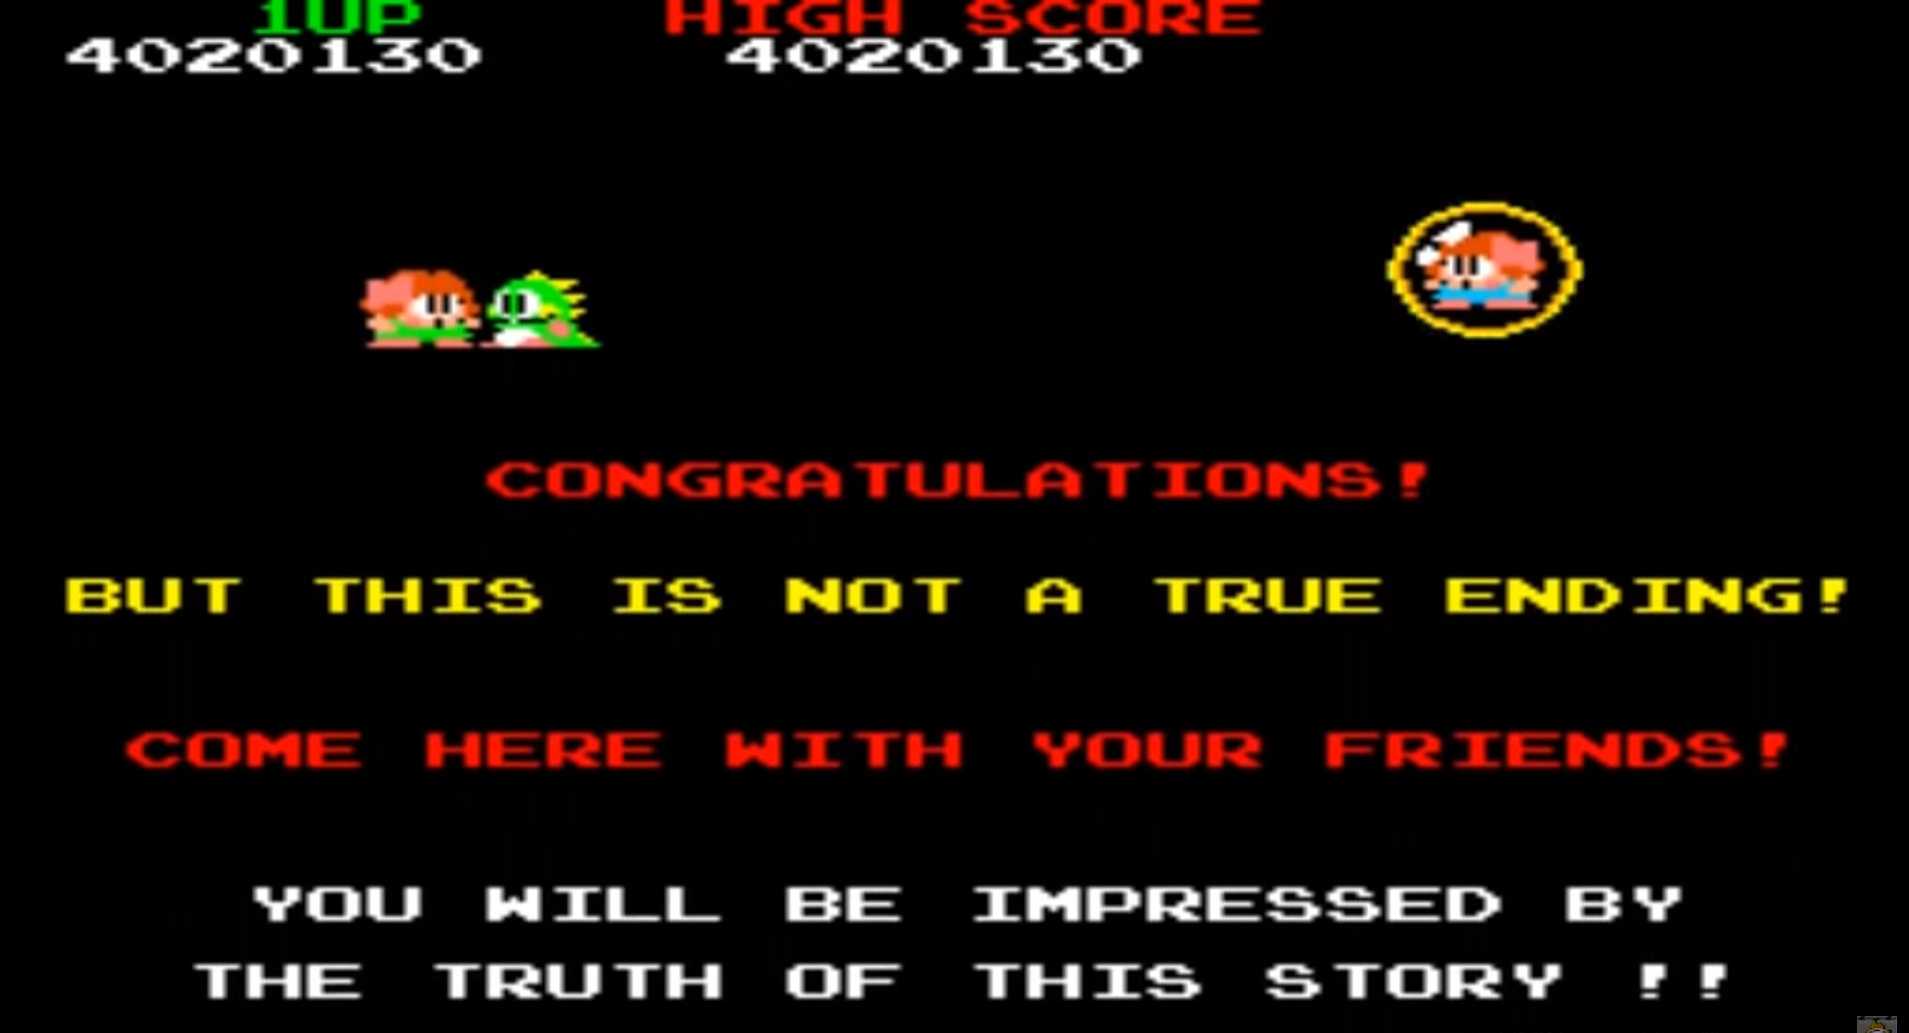 1UP HIGH SCORE
4020130 4020130
CONGRATULATIONS!
BUT THIS IS NOT A TRUE ENDING!
COME HERE WITH YOUR FRIENDS!
YOU WILL BE IMPRESSED BY
THE TRUTH OF THIS STORY !!